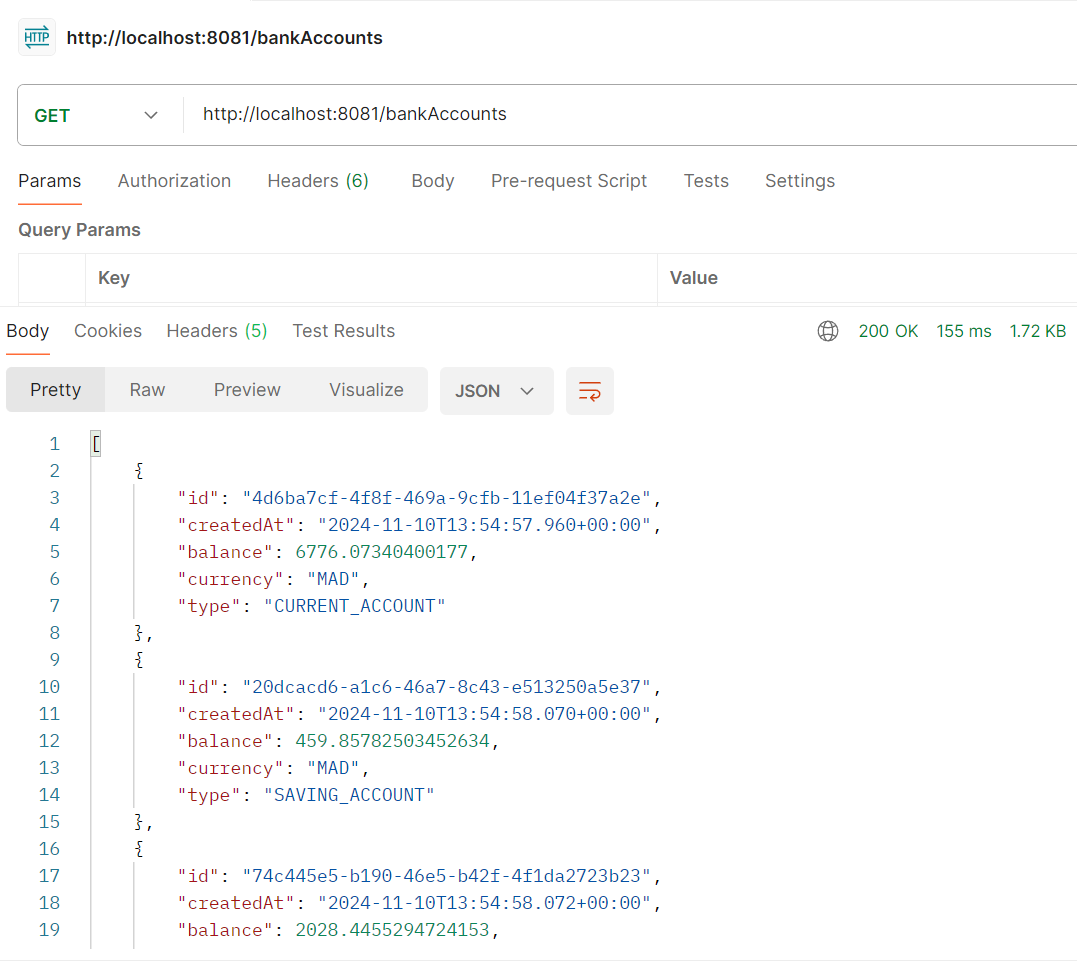 HTTP http://localhost:8081/bankAccounts
GET http://localhost:8081/bankAccounts
Params Authorization Headers (6) Body Pre-request Script Tests Settings
Query Params
Key Value
Body Cookies Headers (5) Test Results 200 OK 155 ms 1.72 KB
Pretty Raw Preview Visualize JSON
1 [
2 {
3 "id": "4d6ba7cf-4f8f-469a-9cfb-11ef04f37a2e",
4 "createdAt": "2024-11-10T13:54:57.960+00:00",
5 "balance": 6776.07340400177,
6 "currency": "MAD",
7 "type": "CURRENT_ACCOUNT"
8 },
9 {
10 "id": "20dcacd6-a1c6-46a7-8c43-e513250a5e37",
11 "createdAt": "2024-11-10T13:54:58.070+00:00",
12 "balance": 459.85782503452634,
13 "currency": "MAD",
14 "type": "SAVING_ACCOUNT"
15 },
16 {
17 "id": "74c445e5-b190-46e5-b42f-4f1da2723b23",
18 "createdAt": "2024-11-10T13:54:58.072+00:00",
19 "balance": 2028.4455294724153,